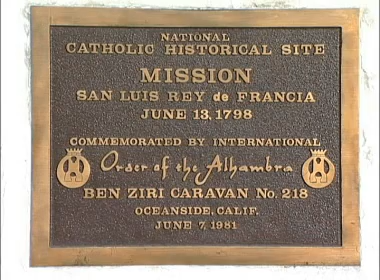 NATIONAL
CATHOLIC HISTORICAL SITE
MISSION
SAN LUIS REY de FRANCIA
JUNE 13, 1798
COMMEMORATED BY INTERNATIONAL
Order of the Alhambra
BEN ZIRI CARAVAN No. 218
OCEANSIDE, CALIF.
JUNE 7, 1981